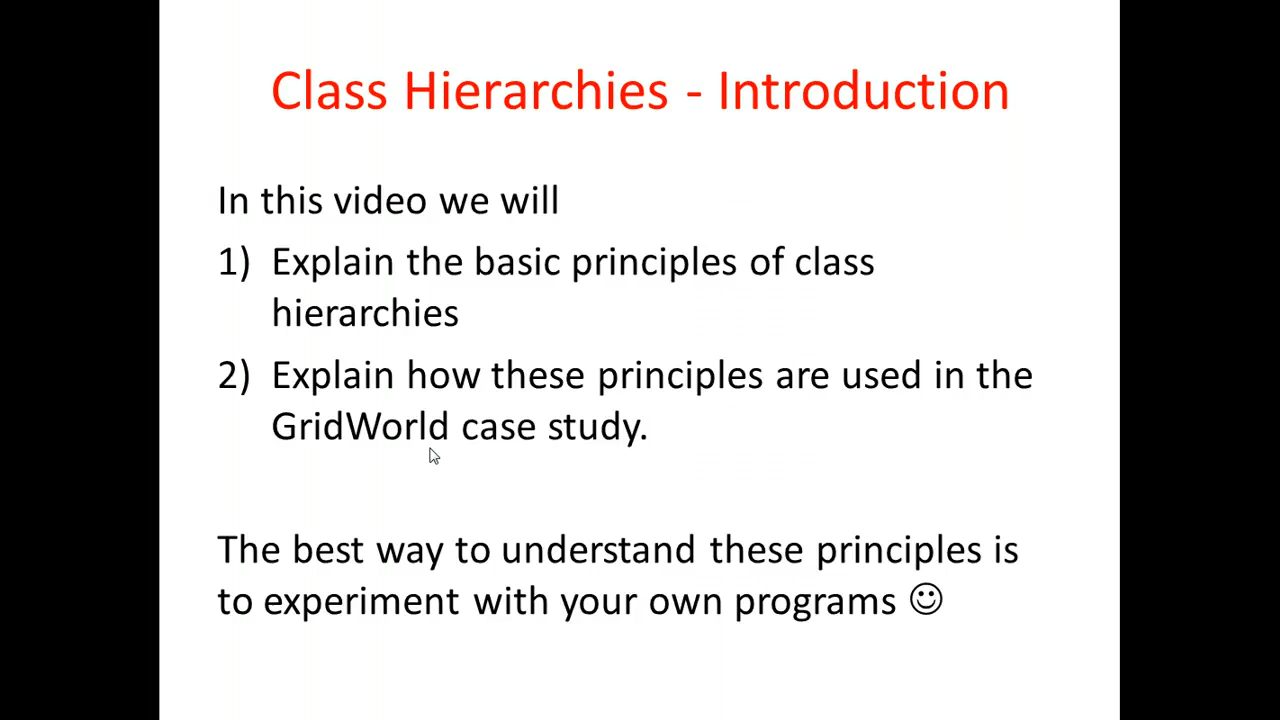 Class Hierarchies - Introduction
In this video we will
1) Explain the basic principles of class
hierarchies
2) Explain how these principles are used in the
GridWorld case study.
The best way to understand these principles is
to experiment with your own programs ☺